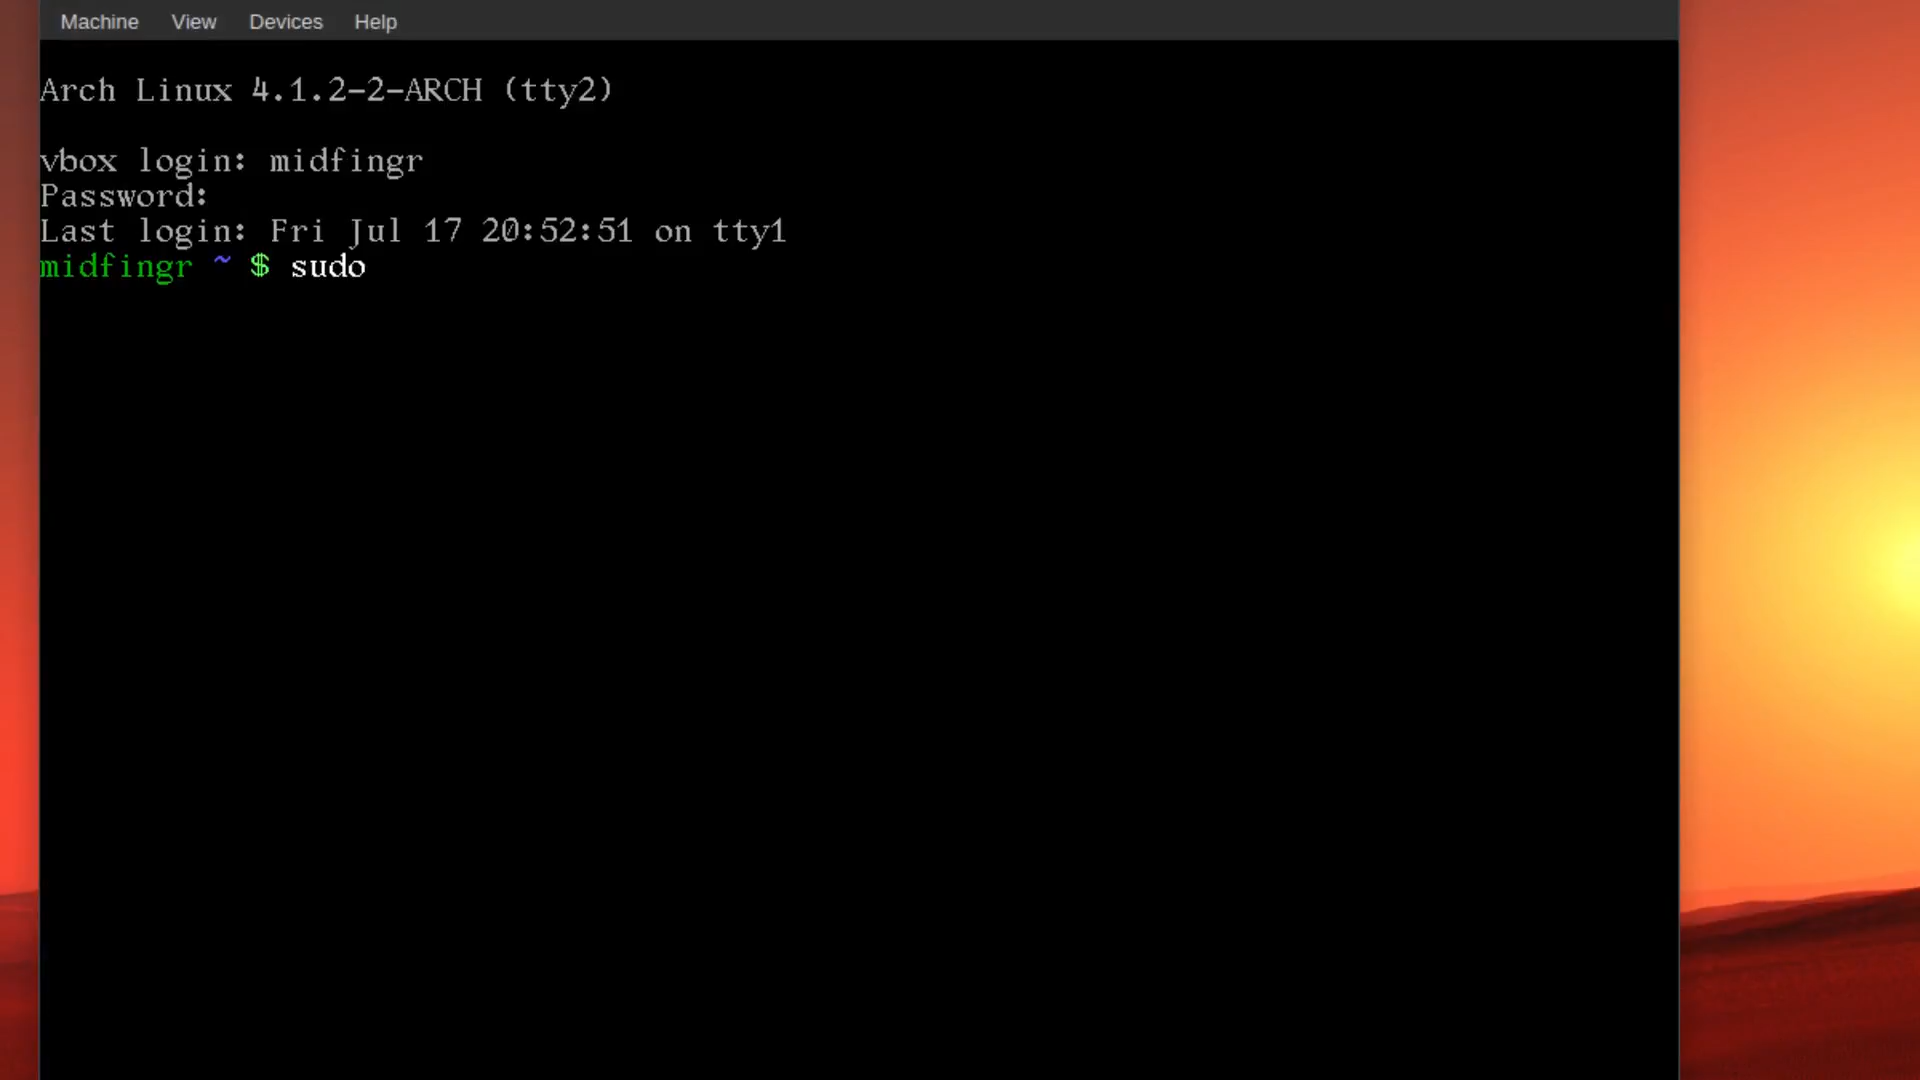 Machine View Devices Help
Arch Linux 4.1.2-2-ARCH (tty2)
vbox login: midfingr
Password:
Last login: Fri Jul 17 20:52:51 on tty1
midfingr ~ $ sudo